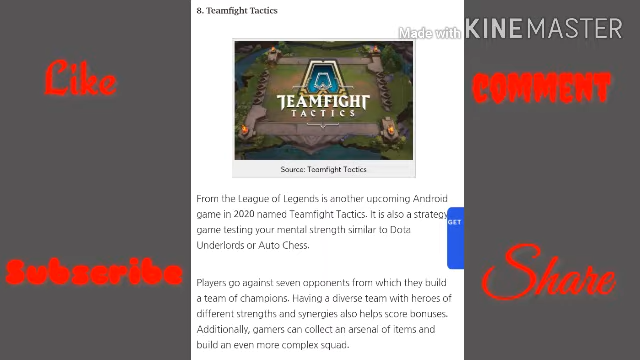 8. Teamfight Tactics
Made with KINEMASTER
Like
COMMENT
TEAMFIGHT
TACTICS
Source: Teamfight Tactics
From the League of Legends is another upcoming Android
game in 2020 named Teamfight Tactics. It is also a strategy
GET
game testing your mental strength similar to Dota
Underlords or Auto Chess.
Subscribe
Share
Players go against seven opponents from which they build
a team of champions. Having a diverse team with heroes of
different strengths and synergies also helps score bonuses.
Additionally, gamers can collect an arsenal of items and
build an even more complex squad.